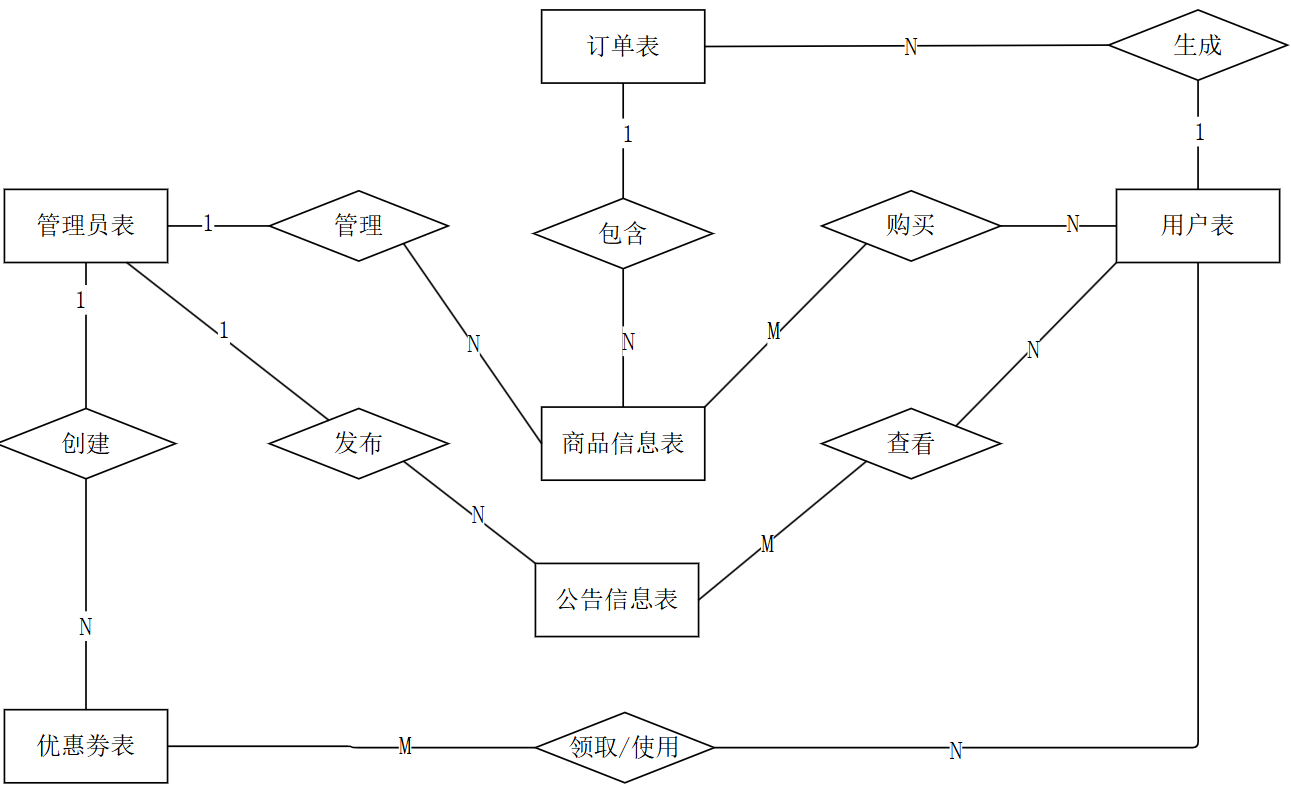 订单表
N
生成
1
1
管理员表
1
管理
包含
购买
N
用户表
1
1
N
N
M
N
创建
发布
商品信息表
查看
N
M
公告信息表
N
优惠券表
M
领取/使用
N